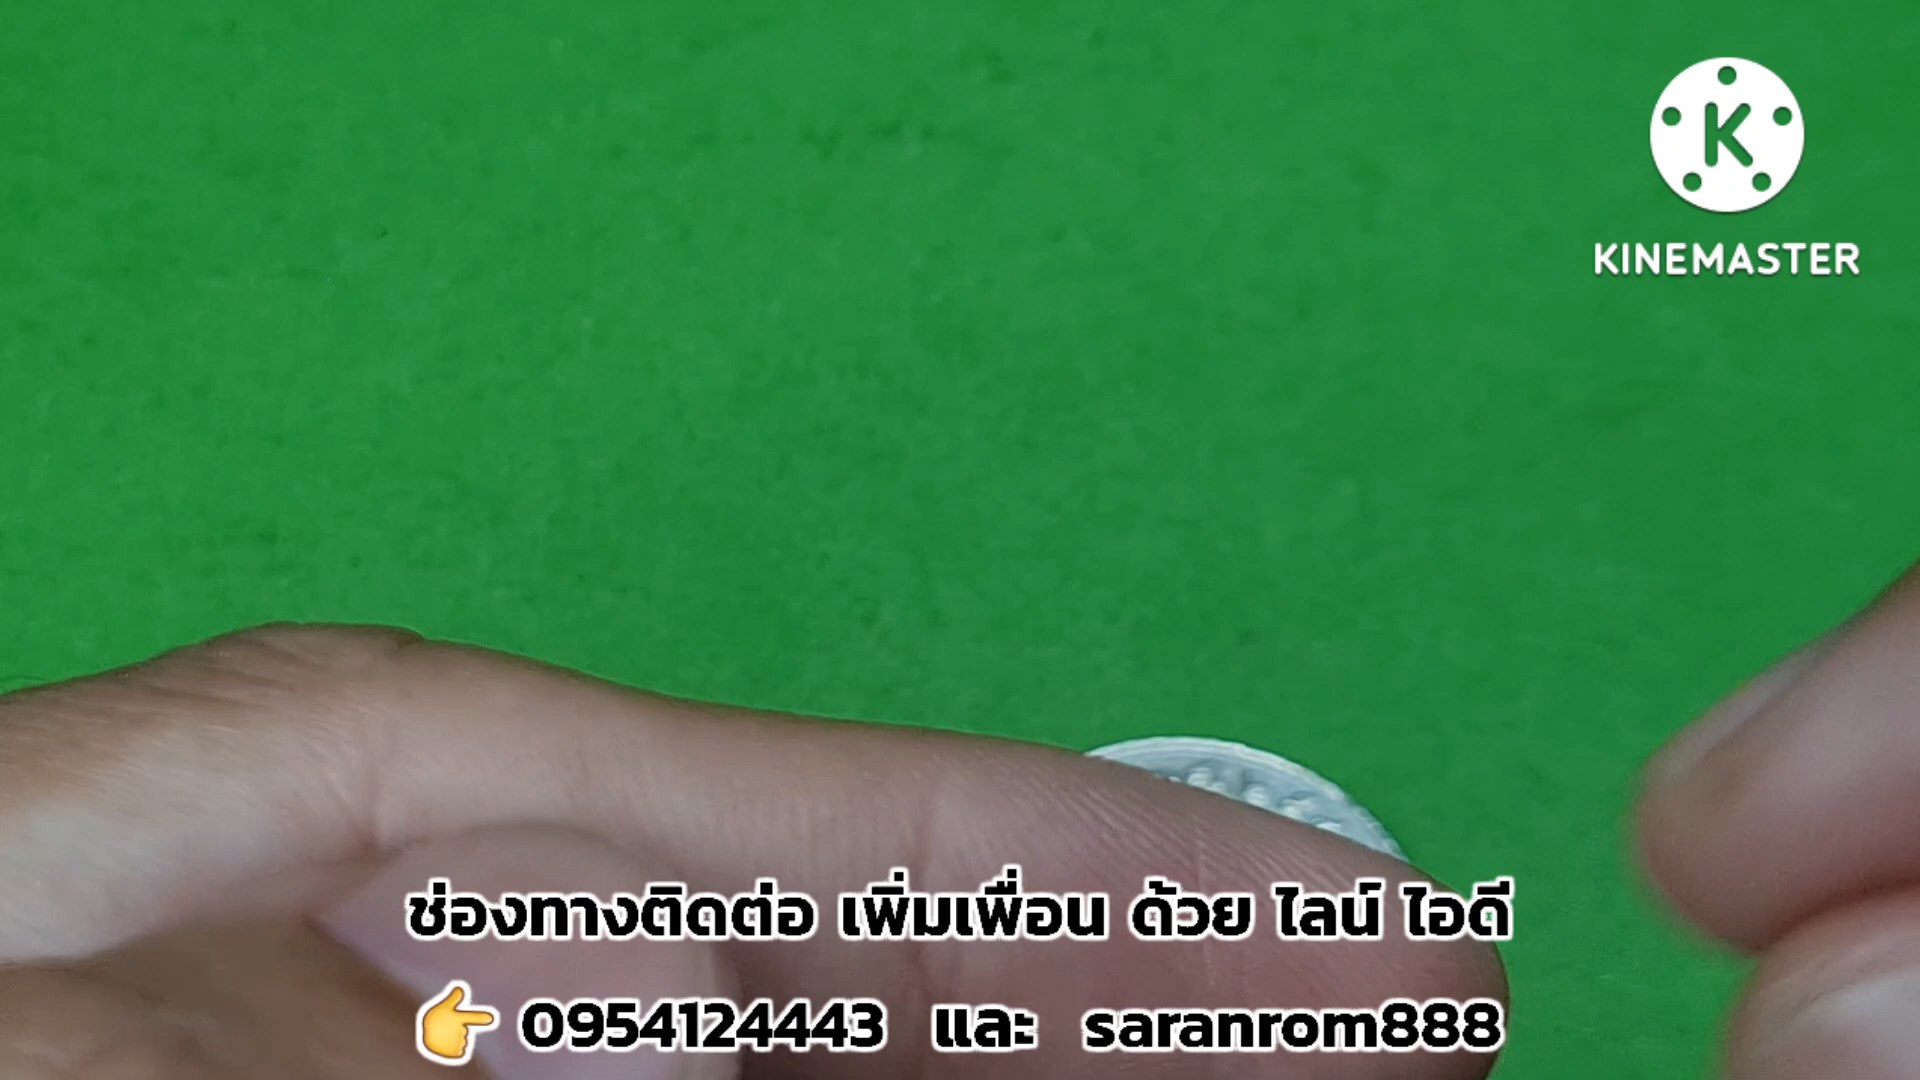 KINEMASTER
ช่องทางติดต่อ เพิ่มเพื่อน ด้วย ไลน์ ไอดี
👉 0954124443 และ saranrom888